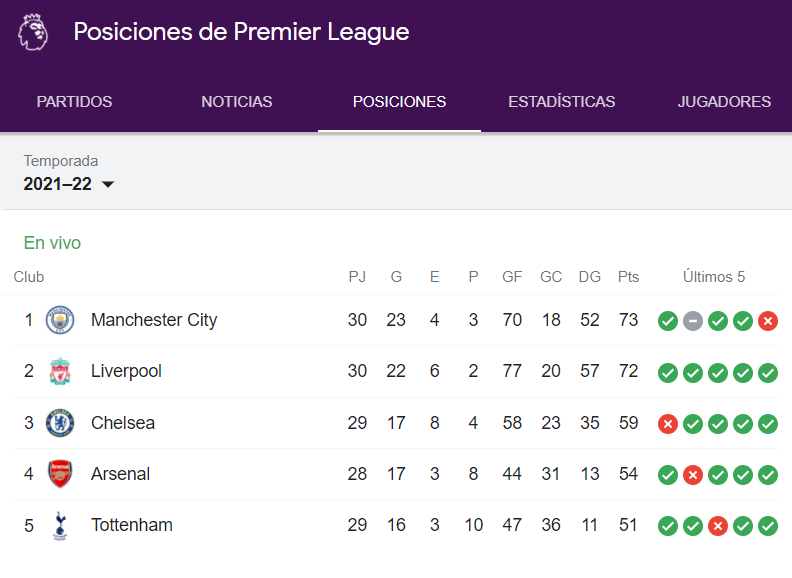 Posiciones de Premier League
PARTIDOS NOTICIAS POSICIONES ESTADÍSTICAS JUGADORES
Temporada
2021–22
En vivo
Club PJ G E P GF GC DG Pts Últimos 5
1 Manchester City 30 23 4 3 70 18 52 73
2 Liverpool 30 22 6 2 77 20 57 72
3 Chelsea 29 17 8 4 58 23 35 59
4 Arsenal 28 17 3 8 44 31 13 54
5 Tottenham 29 16 3 10 47 36 11 51